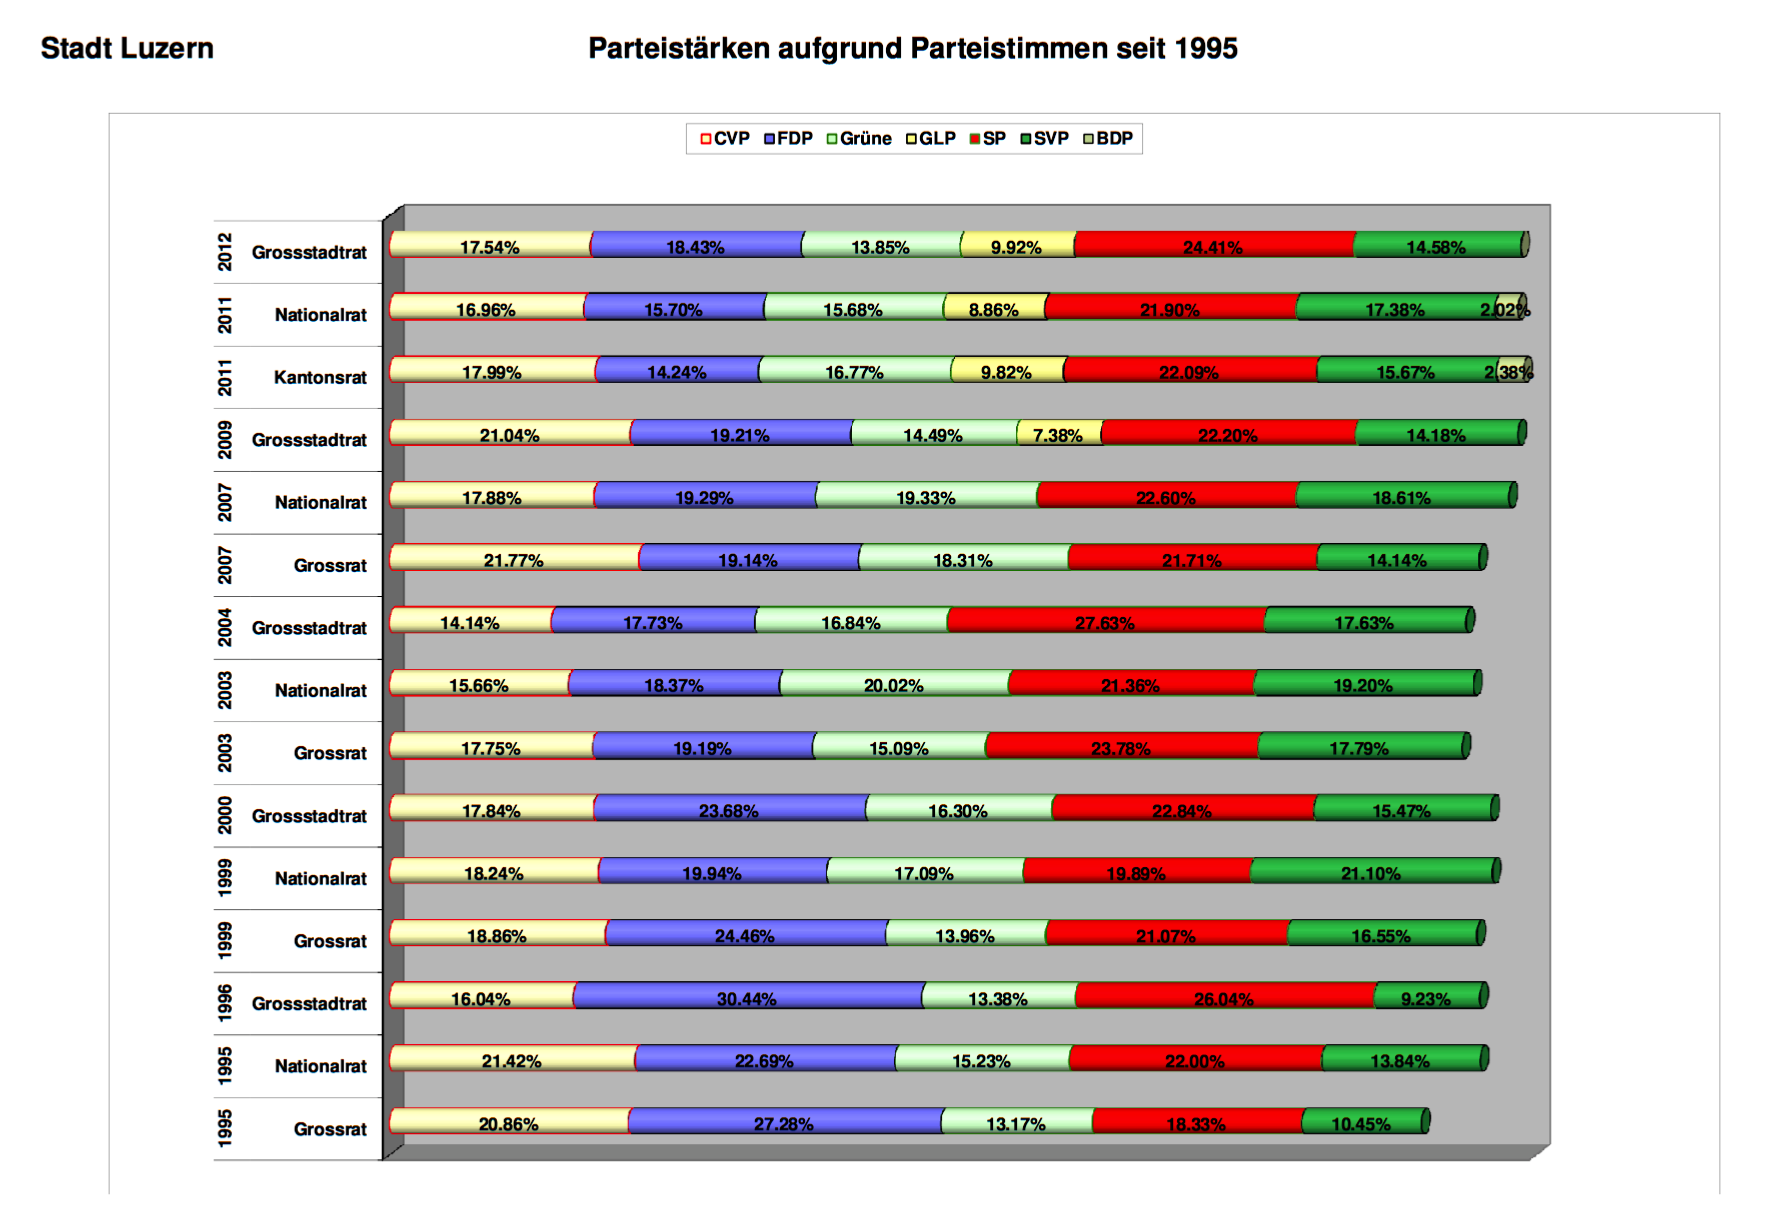 Stadt Luzern
Parteistärken aufgrund Parteistimmen seit 1995
CVP FDP Grüne GLP SP SVP BDP
2012 Grossstadtrat 17.54% 18.43% 13.85% 9.92% 24.41% 14.58%
2011 Nationalrat 16.96% 15.70% 15.68% 8.86% 21.90% 17.38% 2.02%
2011 Kantonsrat 17.99% 14.24% 16.77% 9.82% 22.09% 15.67% 2.38%
2009 Grossstadtrat 21.04% 19.21% 14.49% 7.38% 22.20% 14.18%
2007 Nationalrat 17.88% 19.29% 19.33% 22.60% 18.61%
2007 Grossrat 21.77% 19.14% 18.31% 21.71% 14.14%
2004 Grossstadtrat 14.14% 17.73% 16.84% 27.63% 17.63%
2003 Nationalrat 15.66% 18.37% 20.02% 21.36% 19.20%
2003 Grossrat 17.75% 19.19% 15.09% 23.78% 17.79%
2000 Grossstadtrat 17.84% 23.68% 16.30% 22.84% 15.47%
1999 Nationalrat 18.24% 19.94% 17.09% 19.89% 21.10%
1999 Grossrat 18.86% 24.46% 13.96% 21.07% 16.55%
1996 Grossstadtrat 16.04% 30.44% 13.38% 26.04% 9.23%
1995 Nationalrat 21.42% 22.69% 15.23% 22.00% 13.84%
1995 Grossrat 20.86% 27.28% 13.17% 18.33% 10.45%